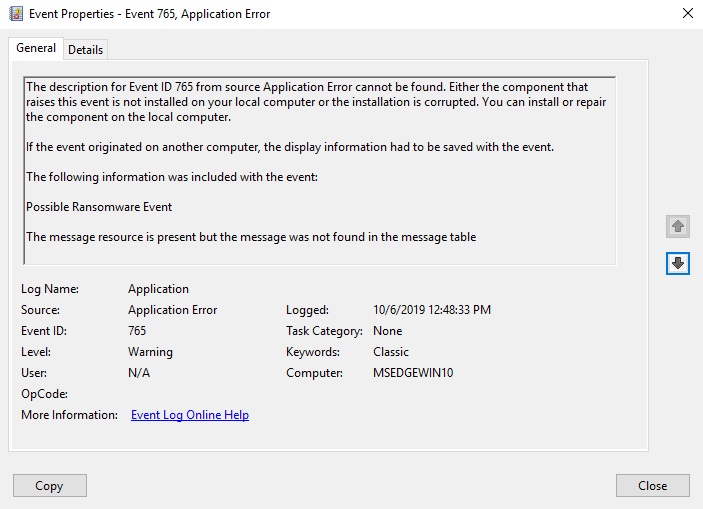 Event Properties - Event 765, Application Error
General Details
The description for Event ID 765 from source Application Error cannot be found. Either the component that
raises this event is not installed on your local computer or the installation is corrupted. You can install or repair
the component on the local computer.
If the event originated on another computer, the display information had to be saved with the event.
The following information was included with the event:
Possible Ransomware Event
The message resource is present but the message was not found in the message table
Log Name: Application
Source: Application Error Logged: 10/6/2019 12:48:33 PM
Event ID: 765 Task Category: None
Level: Warning Keywords: Classic
User: N/A Computer: MSEDGEWIN10
OpCode:
More Information: Event Log Online Help
Copy Close